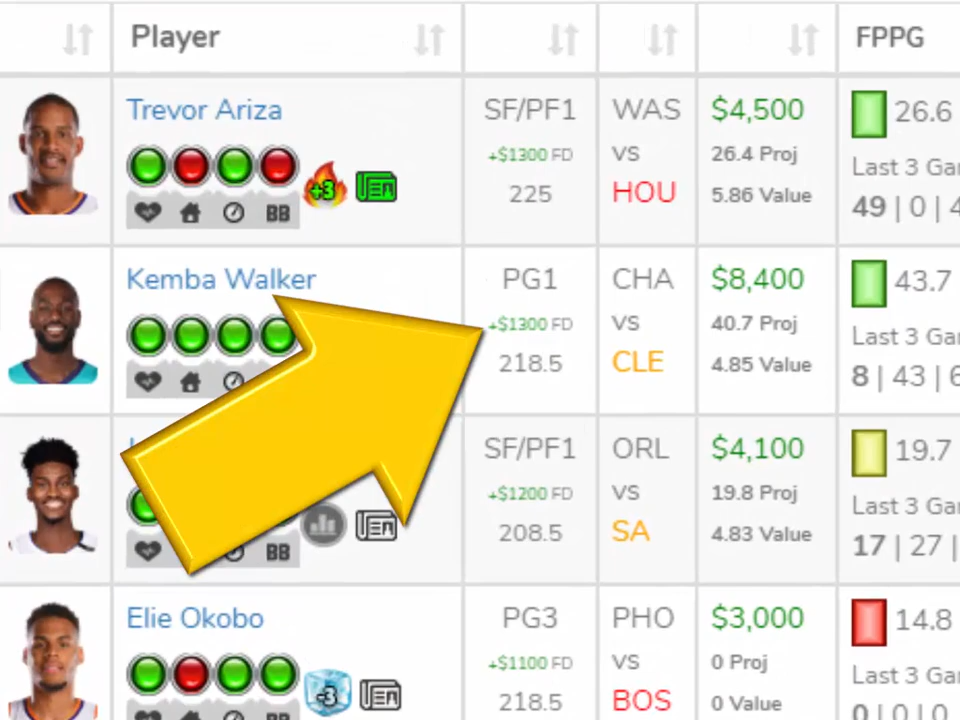 Player
FPPG
Trevor Ariza
SF/PF1
WAS
$4,500
26.6
+$1300 FD
VS
26.4 Proj
Last 3 Ga
+3
225
HOU
5.86 Value
49 | 0 | 4
BB
Kemba Walker
PG1
CHA
$8,400
43.7
+$1300 FD
VS
40.7 Proj
Last 3 Ga
218.5
CLE
4.85 Value
8 | 43 | 6
SF/PF1
ORL
$4,100
19.7
+$1200 FD
VS
19.8 Proj
Last 3 Ga
208.5
SA
4.83 Value
17 | 27 |
BB
Elie Okobo
PG3
PHO
$3,000
14.8
+$1100 FD
VS
0 Proj
Last 3 Ga
-3
218.5
BOS
0 Value
0 | 0 | 0